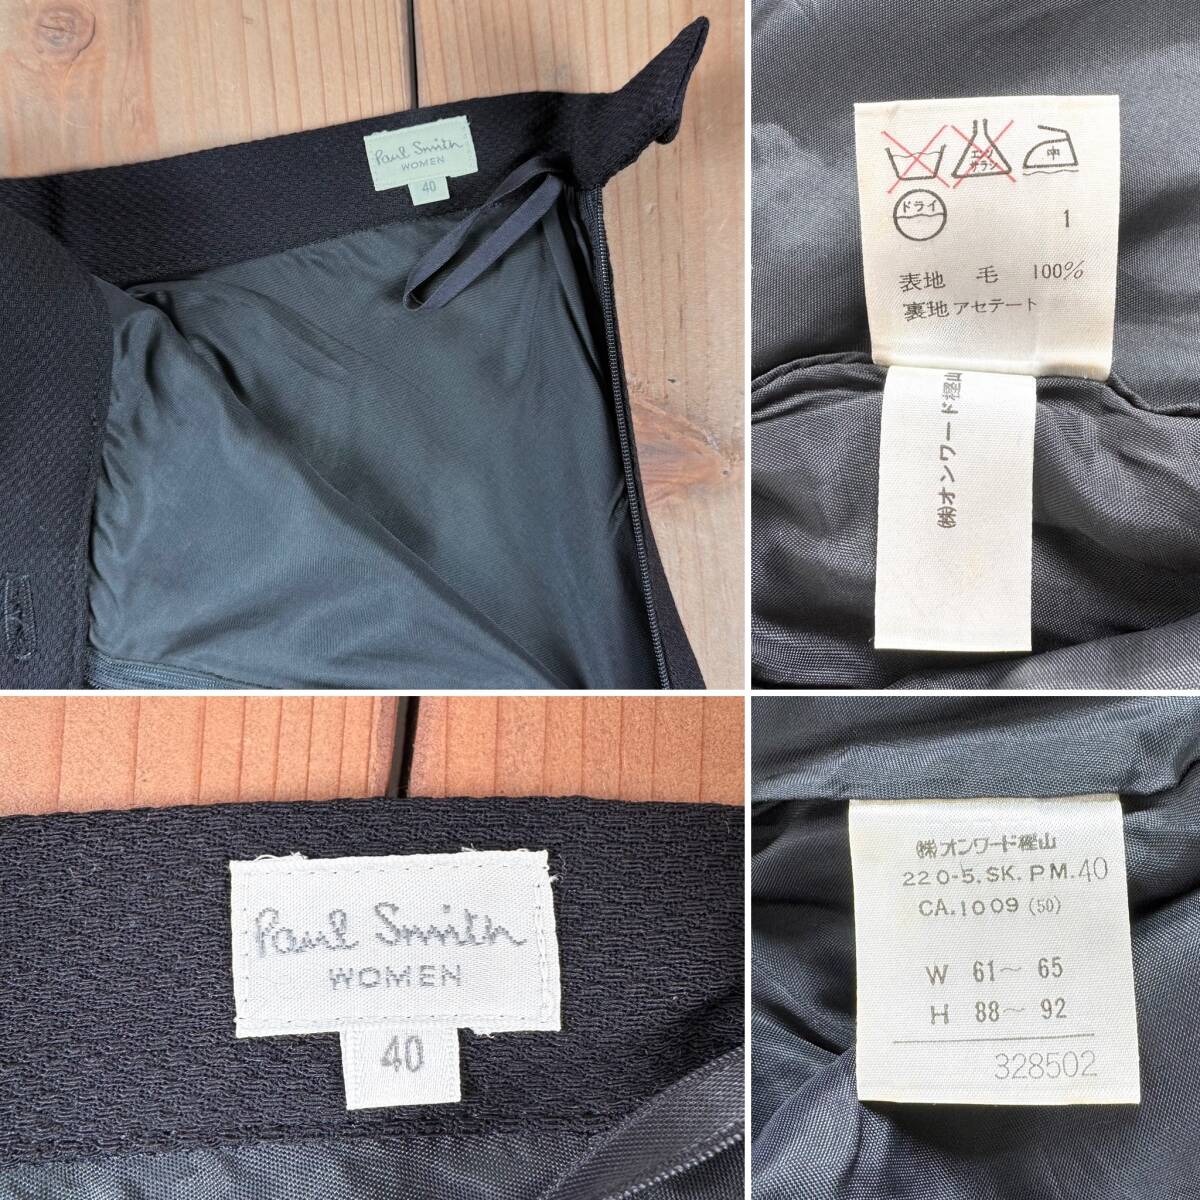 Paul Smith
WOMEN
40
エンソ
サラシ
中
ドライ
1
表地 毛 100%
裏地 アセテート
㈱オンワード樫山
Paul Smith
WOMEN
40
㈱オンワード樫山
220-5.SK.PM.40
CA.1009 (50)
W 61～ 65
H 88～ 92
328502